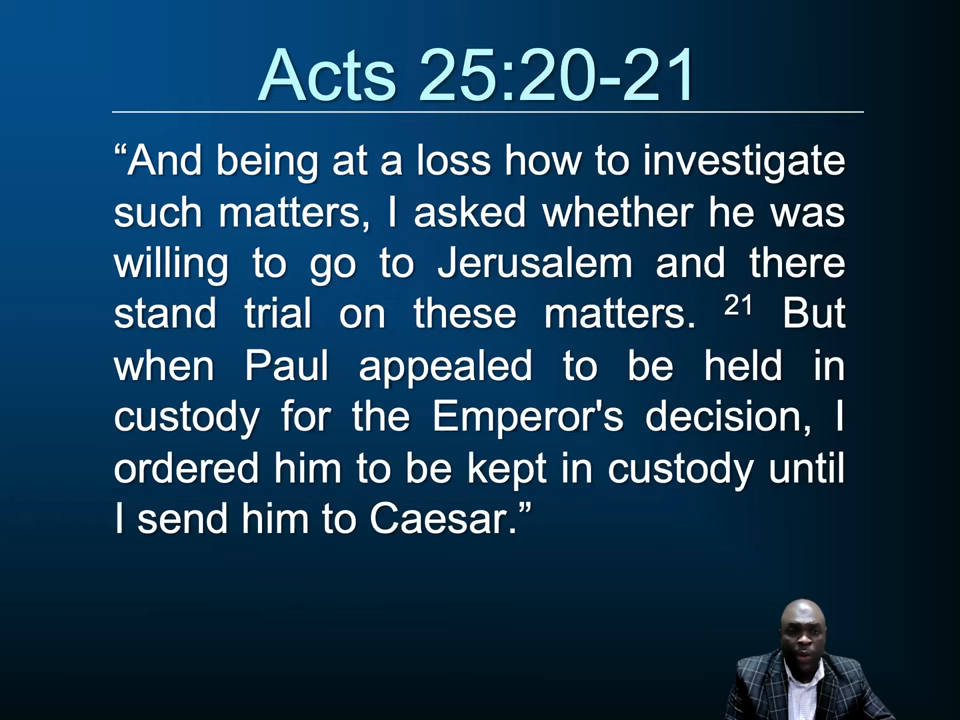 Acts 25:20-21
“And being at a loss how to investigate
such matters, I asked whether he was
willing to go to Jerusalem and there
stand trial on these matters. 21 But
when Paul appealed to be held in
custody for the Emperor's decision, I
ordered him to be kept in custody until
I send him to Caesar.”